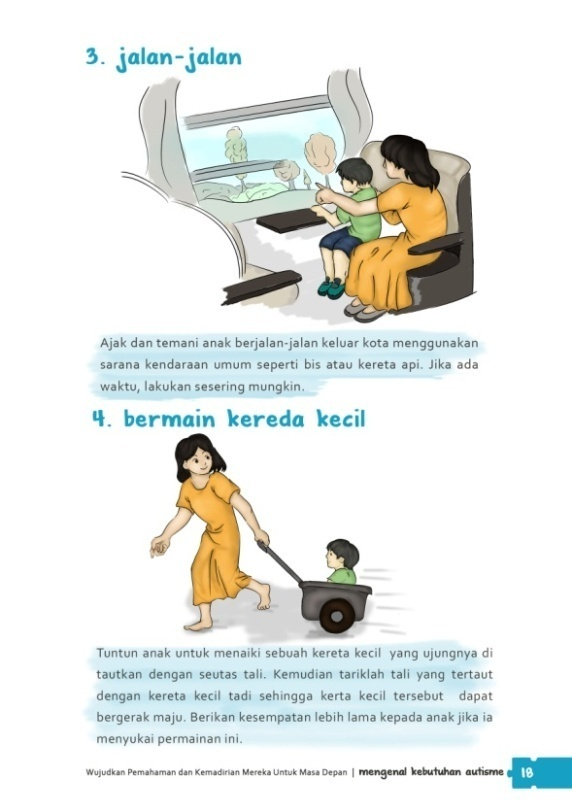 3. jalan-jalan
Ajak dan temani anak berjalan-jalan keluar kota menggunakan
sarana kendaraan umum seperti bis atau kereta api. Jika ada
waktu, lakukan sesering mungkin.
4. bermain kereda kecil
Tuntun anak untuk menaiki sebuah kereta kecil yang ujungnya di
tautkan dengan seutas tali. Kemudian tariklah tali yang tertaut
dengan kereta kecil tadi sehingga kerta kecil tersebut dapat
bergerak maju. Berikan kesempatan lebih lama kepada anak jika ia
menyukai permainan ini.
Wujudkan Pemahaman dan Kemadirian Mereka Untuk Masa Depan | mengenal kebutuhan autisme 18